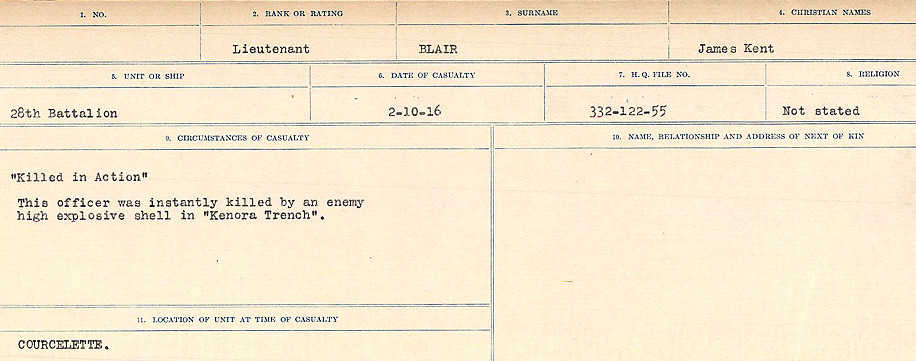 1. NO.
2. RANK OR RATING
3. SURNAME
4. CHRISTIAN NAMES
Lieutenant
BLAIR
James Kent
5. UNIT OR SHIP
6. DATE OF CASUALTY
7. H.Q. FILE NO.
8. RELIGION
28th Battalion
2-10-16
332-122-55
Not stated
9. CIRCUMSTANCES OF CASUALTY
10. NAME, RELATIONSHIP AND ADDRESS OF NEXT OF KIN
"Killed in Action"
This officer was instantly killed by an enemy
high explosive shell in "Kenora Trench".
11. LOCATION OF UNIT AT TIME OF CASUALTY
COURCELETTE.